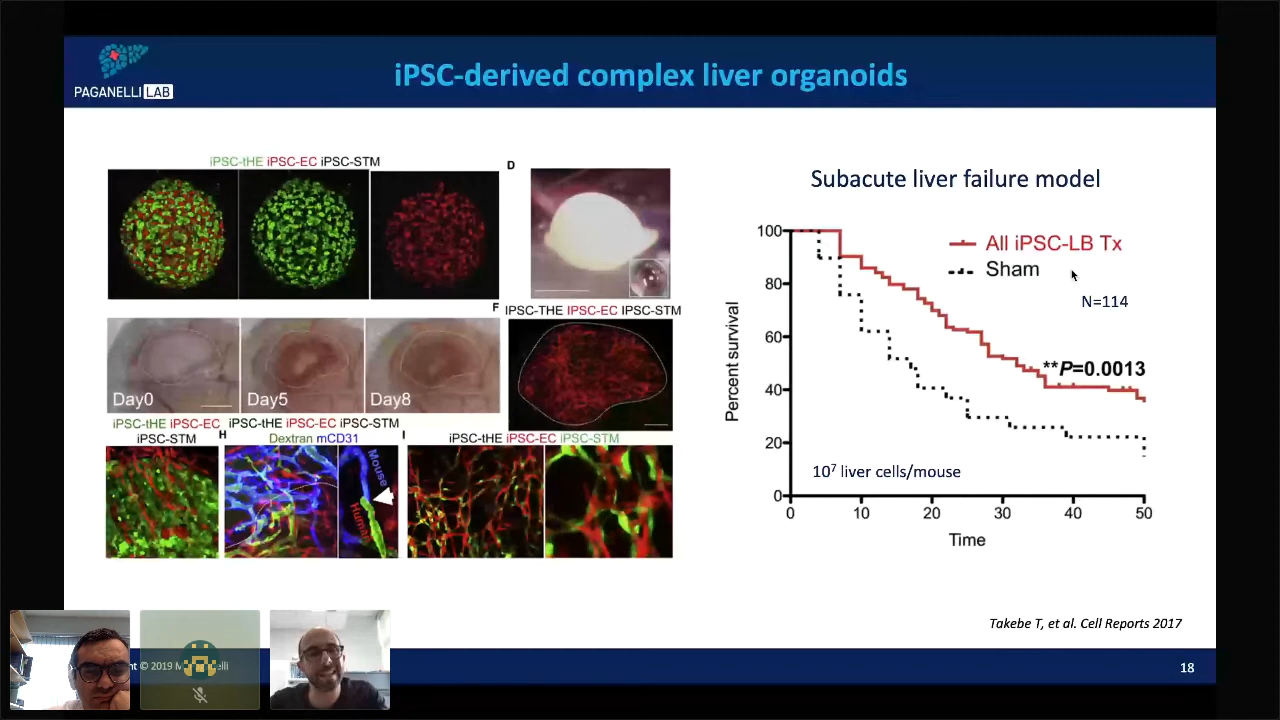 PAGANELLI LAB
iPSC-derived complex liver organoids
iPSC-tHE iPSC-EC iPSC-STM
D
F
iPSC-THE iPSC-EC iPSC-STM
Day0
Day5
Day8
iPSC-tHE iPSC-EC
iPSC-STM
H
iPSC-tHE iPSC-EC iPSC-STM
Dextran mCD31
Mouse
Human
I
iPSC-tHE iPSC-EC iPSC-STM
Subacute liver failure model
Percent survival
100
80
60
40
20
0
All iPSC-LB Tx
Sham
N=114
**P=0.0013
10⁷ liver cells/mouse
0
10
20
30
40
50
Time
Takebe T, et al. Cell Reports 2017
© 2019
18